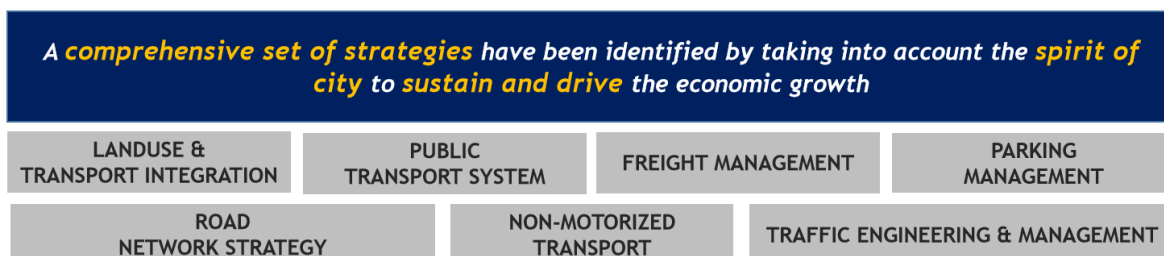 A comprehensive set of strategies have been identified by taking into account the spirit of
city to sustain and drive the economic growth
LANDUSE &
TRANSPORT INTEGRATION
PUBLIC
TRANSPORT SYSTEM
FREIGHT MANAGEMENT
PARKING
MANAGEMENT
ROAD
NETWORK STRATEGY
NON-MOTORIZED
TRANSPORT
TRAFFIC ENGINEERING & MANAGEMENT